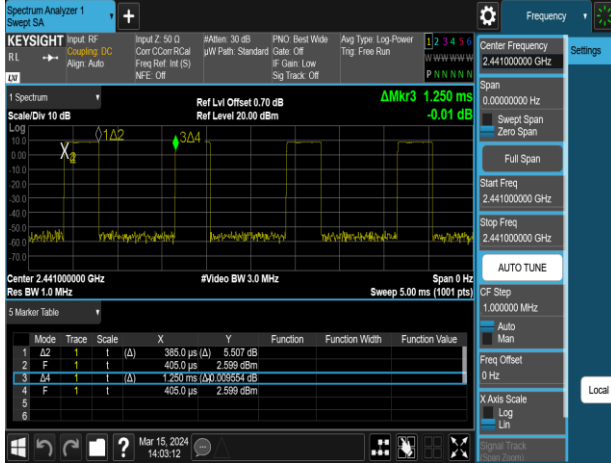 Spectrum Analyzer 1
Swept SA
Frequency
KEYSIGHT
Input: RF
Input Z: 50 Ω
#Atten: 30 dB
PNO: Best Wide
Avg Type: Log-Power
1 2 3 4 5 6
RL
Coupling: DC
Corr CCorr RCal
µW Path: Standard
Gate: Off
Trig: Free Run
W W W W W W
Align: Auto
Freq Ref: Int (S)
IF Gain: Low
P N N N N N
NFE: Off
Sig Track: Off
LXI
Center Frequency
2.441000000 GHz
Settings
Span
0.00000000 Hz
Swept Span
Zero Span
Full Span
Start Freq
2.441000000 GHz
Stop Freq
2.441000000 GHz
AUTO TUNE
CF Step
1.000000 MHz
Auto
Man
Freq Offset
0 Hz
X Axis Scale
Log
Lin
Signal Track
(Span Zoom)
Local
1 Spectrum
Ref Lvl Offset 0.70 dB
ΔMkr3 1.250 ms
Scale/Div 10 dB
Ref Level 20.00 dBm
-0.01 dB
Log
10.0
0.00
-10.0
-20.0
-30.0
-40.0
-50.0
-60.0
-70.0
1Δ2
3Δ4
X
Center 2.441000000 GHz
#Video BW 3.0 MHz
Span 0 Hz
Res BW 1.0 MHz
Sweep 5.00 ms (1001 pts)
5 Marker Table
Mode Trace Scale X Y Function Function Width Function Value
1 Δ2 1 t (Δ) 385.0 µs (Δ) 5.507 dB
2 F 1 t 405.0 µs 2.599 dBm
3 Δ4 1 t (Δ) 1.250 ms (Δ) -0.009554 dB
4 F 1 t 405.0 µs 2.599 dBm
5
6
?
Mar 15, 2024
14:03:12